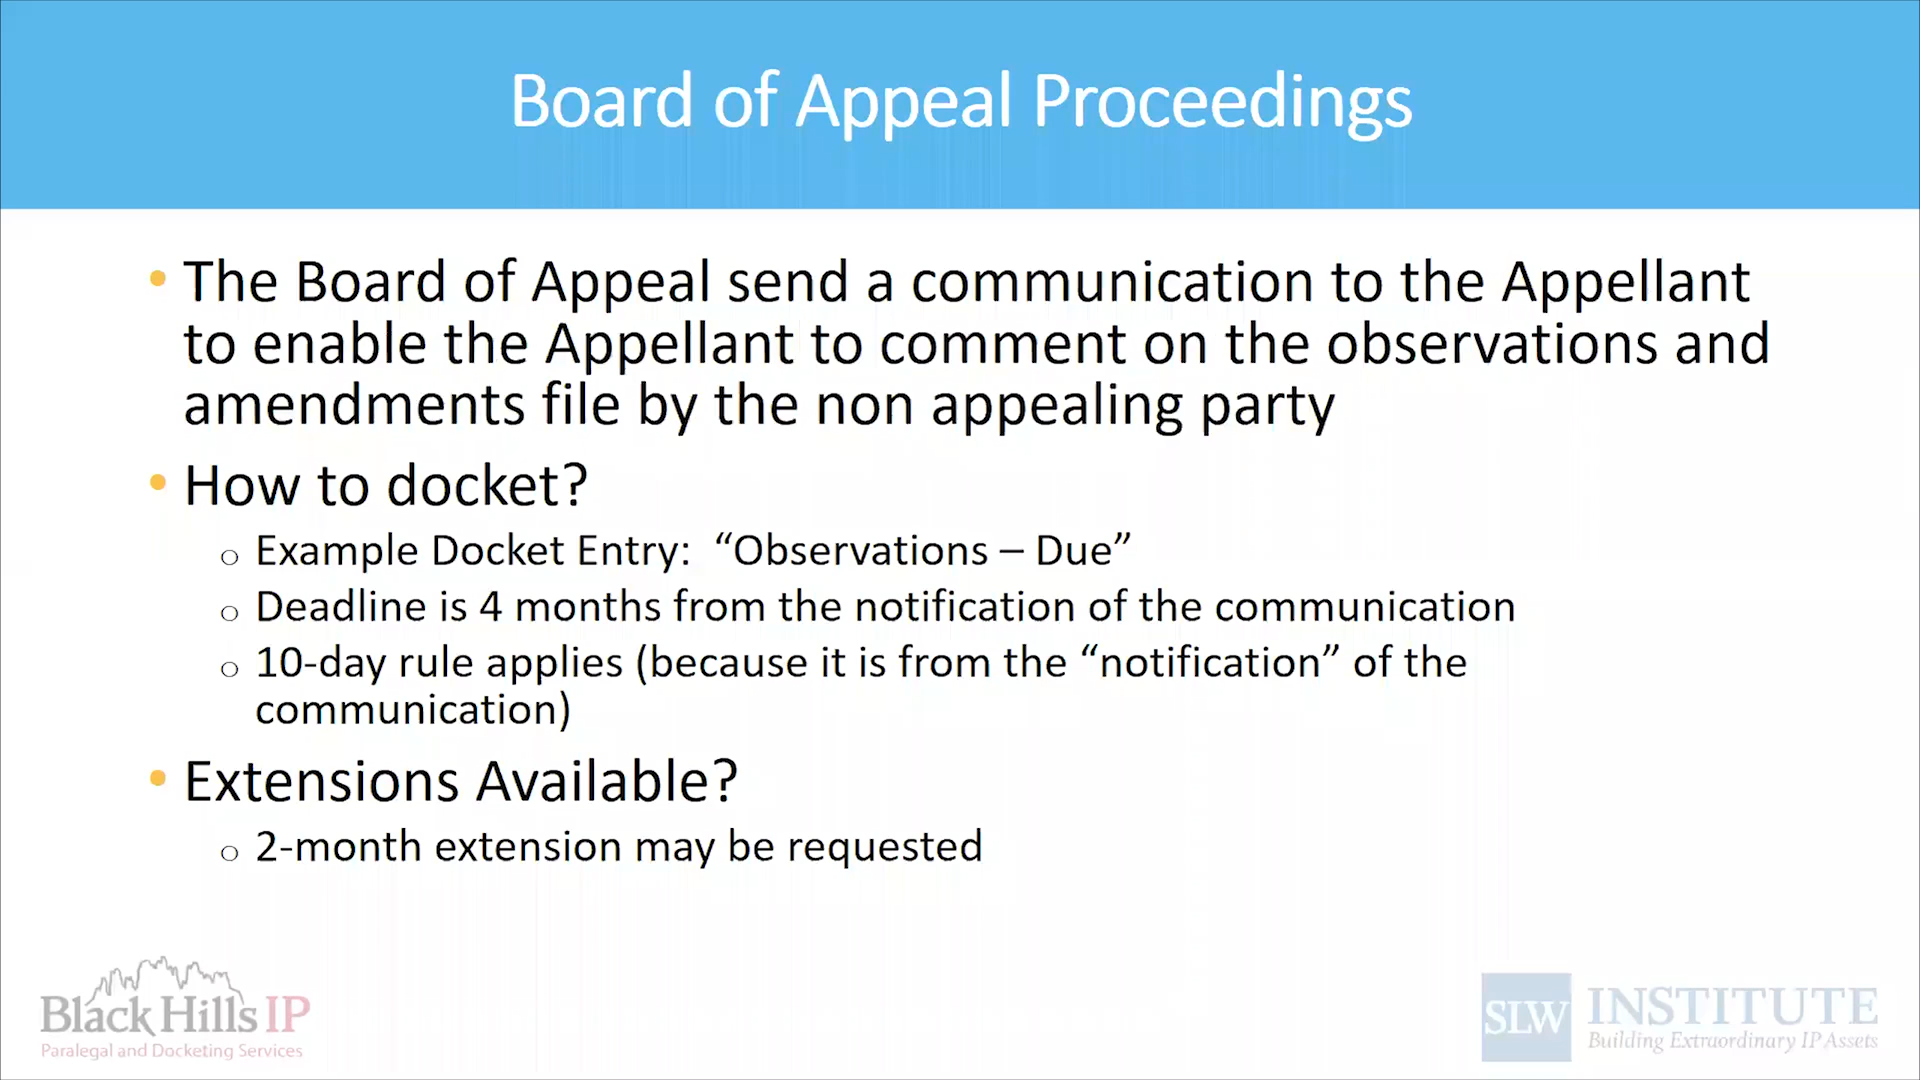 Board of Appeal Proceedings
• The Board of Appeal send a communication to the Appellant
to enable the Appellant to comment on the observations and
amendments file by the non appealing party
• How to docket?
o Example Docket Entry: “Observations – Due”
o Deadline is 4 months from the notification of the communication
o 10-day rule applies (because it is from the “notification” of the
communication)
• Extensions Available?
o 2-month extension may be requested
Black Hills IP
Paralegal and Docketing Services
SLW INSTITUTE
Building Extraordinary IP Assets